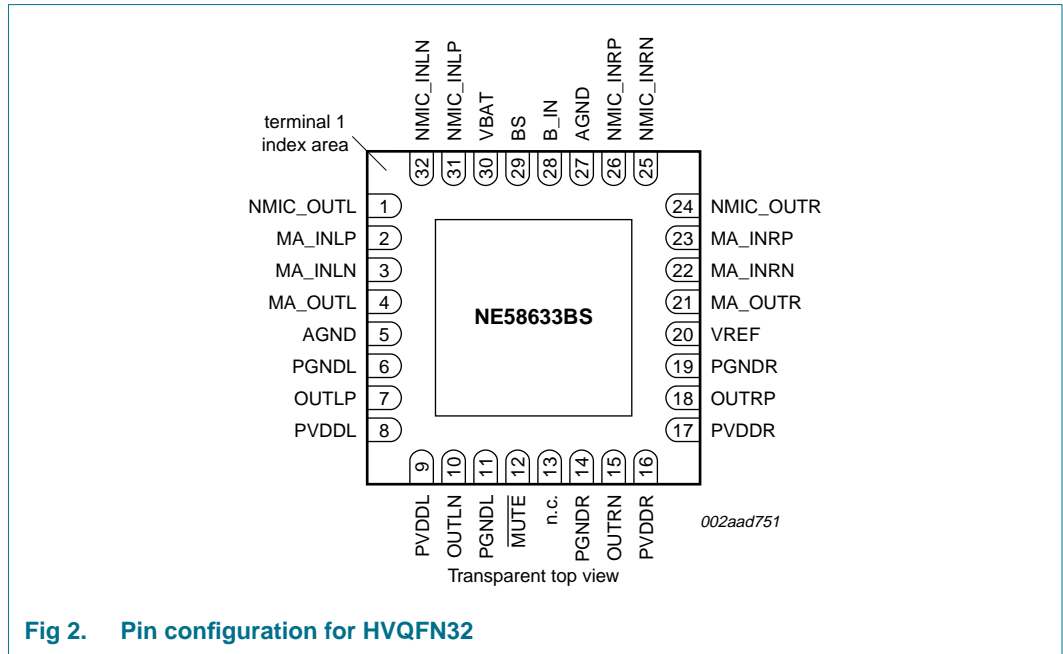 NMIC_INLN
NMIC_INLP
VBAT
BS
B_IN
AGND
NMIC_INRP
NMIC_INRN
terminal 1
index area
32
31
30
29
28
27
26
25
NMIC_OUTL 1
MA_INLP 2
MA_INLN 3
MA_OUTL 4
AGND 5
PGNDL 6
OUTLP 7
PVDDL 8
NE58633BS
24 NMIC_OUTR
23 MA_INRP
22 MA_INRN
21 MA_OUTR
20 VREF
19 PGNDR
18 OUTRP
17 PVDDR
9
10
11
12
13
14
15
16
PVDDL
OUTLN
PGNDL
MUTE
n.c.
PGNDR
OUTRN
PVDDR
002aad751
Transparent top view
Fig 2. Pin configuration for HVQFN32